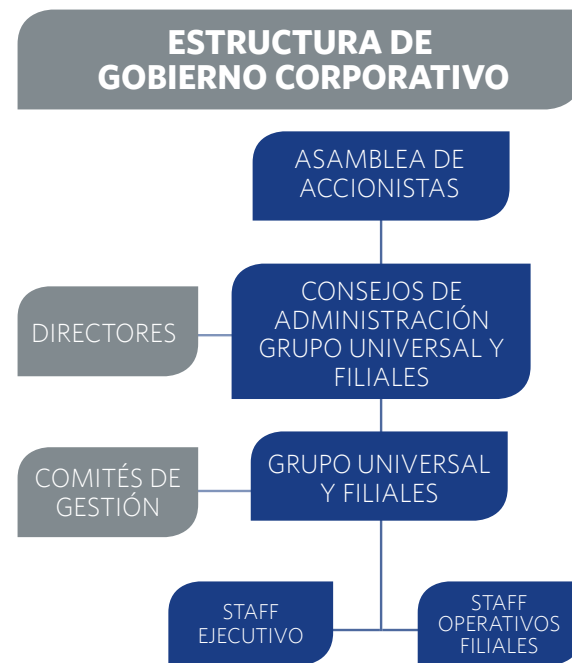 ESTRUCTURA DE
GOBIERNO CORPORATIVO
ASAMBLEA DE
ACCIONISTAS
DIRECTORES
CONSEJOS DE
ADMINISTRACIÓN
GRUPO UNIVERSAL Y
FILIALES
COMITÉS DE
GESTIÓN
GRUPO UNIVERSAL
Y FILIALES
STAFF
EJECUTIVO
STAFF
OPERATIVOS
FILIALES